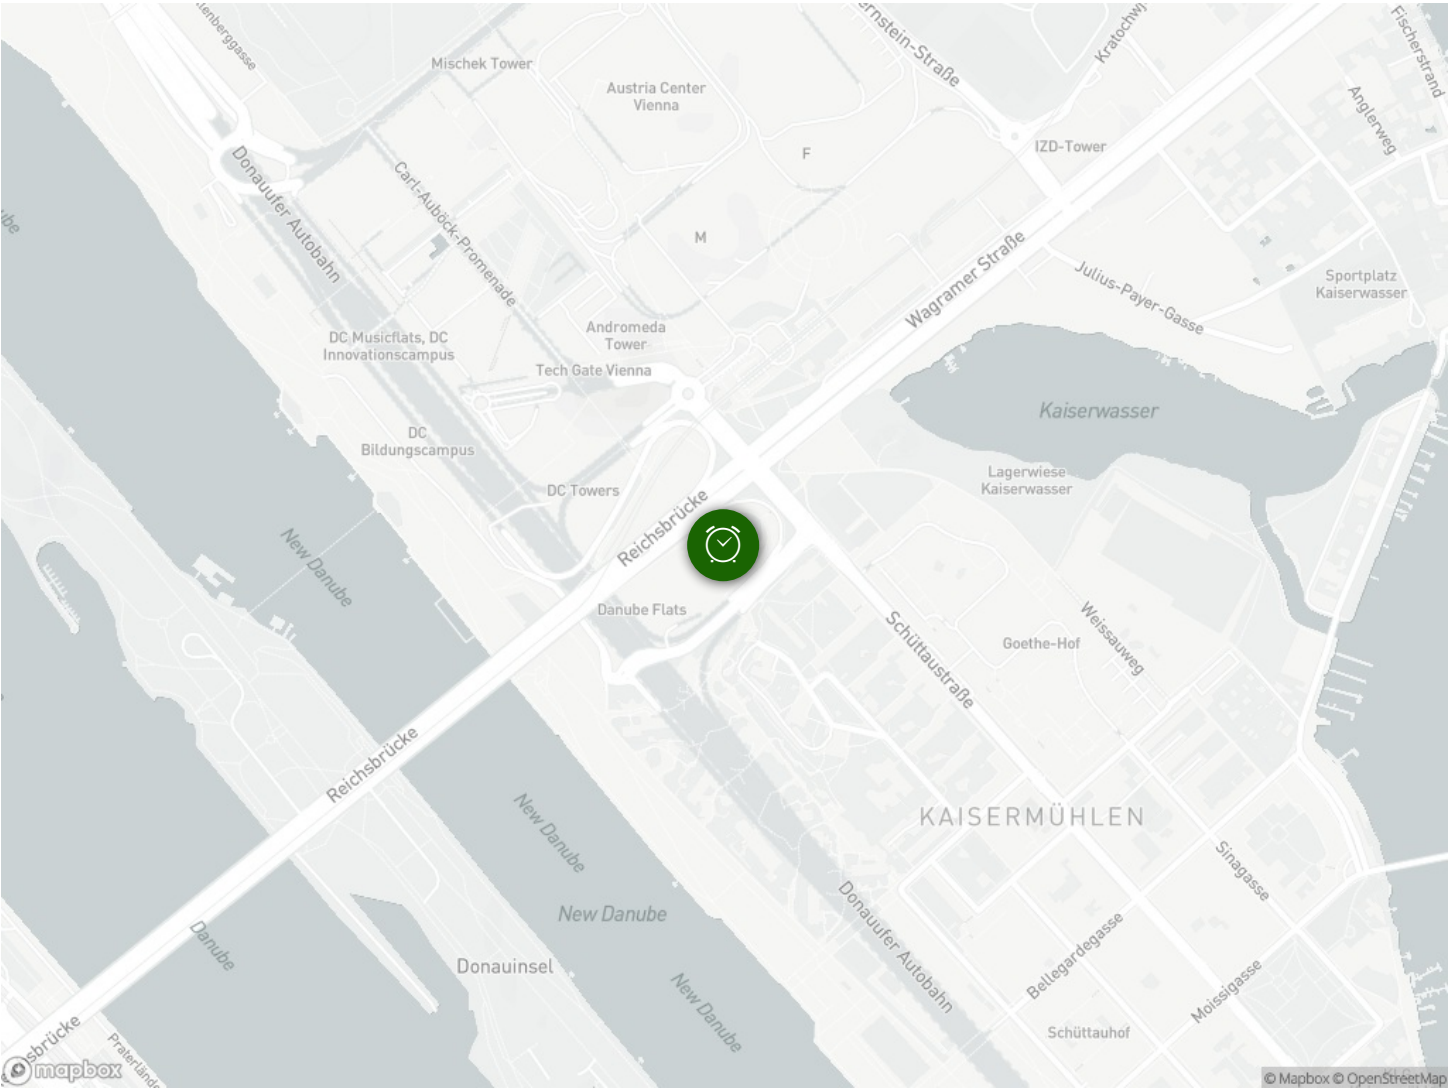 Mischek Tower
Austria Center
Vienna
Kratochwj
Fischerstrand
Anglerweg
F
IZD-Tower
Donauufer Autobahn
Carl-Auböck-Promenade
M
Wagramer Straße
Julius-Payer-Gasse
Sportplatz
Kaiserwasser
DC Musicflats, DC
Innovationscampus
Andromeda
Tower
Tech Gate Vienna
Kaiserwasser
DC
Bildungscampus
Lagerwiese
Kaiserwasser
DC Towers
Reichsbrücke
New Danube
Danube Flats
Schüttaustraße
Weissauweg
Goethe-Hof
Reichsbrücke
KAISERMÜHLEN
New Danube
Sinagasse
New Danube
Donauufer Autobahn
Danube
Donauinsel
Bellegardegasse
Moissigasse
New Danube
Schüttauhof
sbrücke
mapbox
© Mapbox © OpenStreetMap